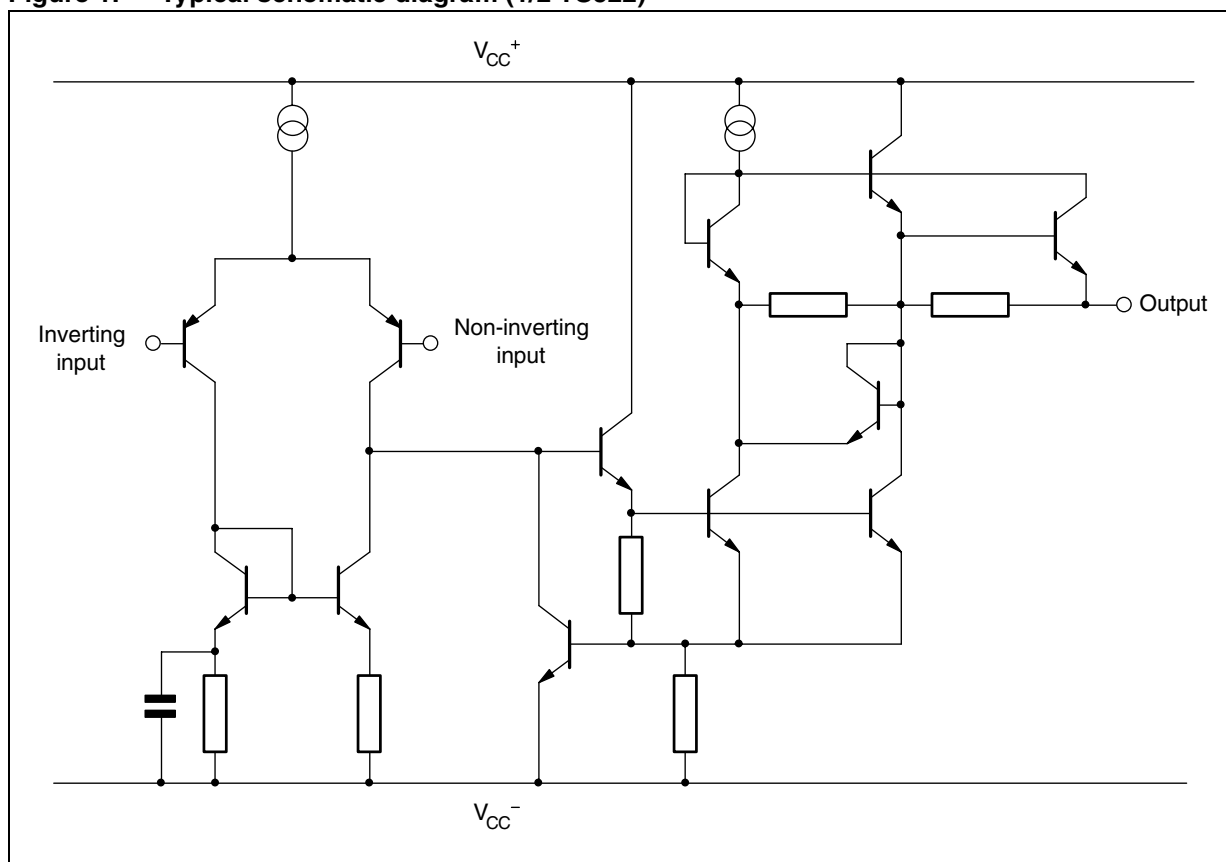 Figure 1. Typical schematic diagram (1/2 TS522)
VCC+
Inverting
input
Non-inverting
input
Output
VCC−